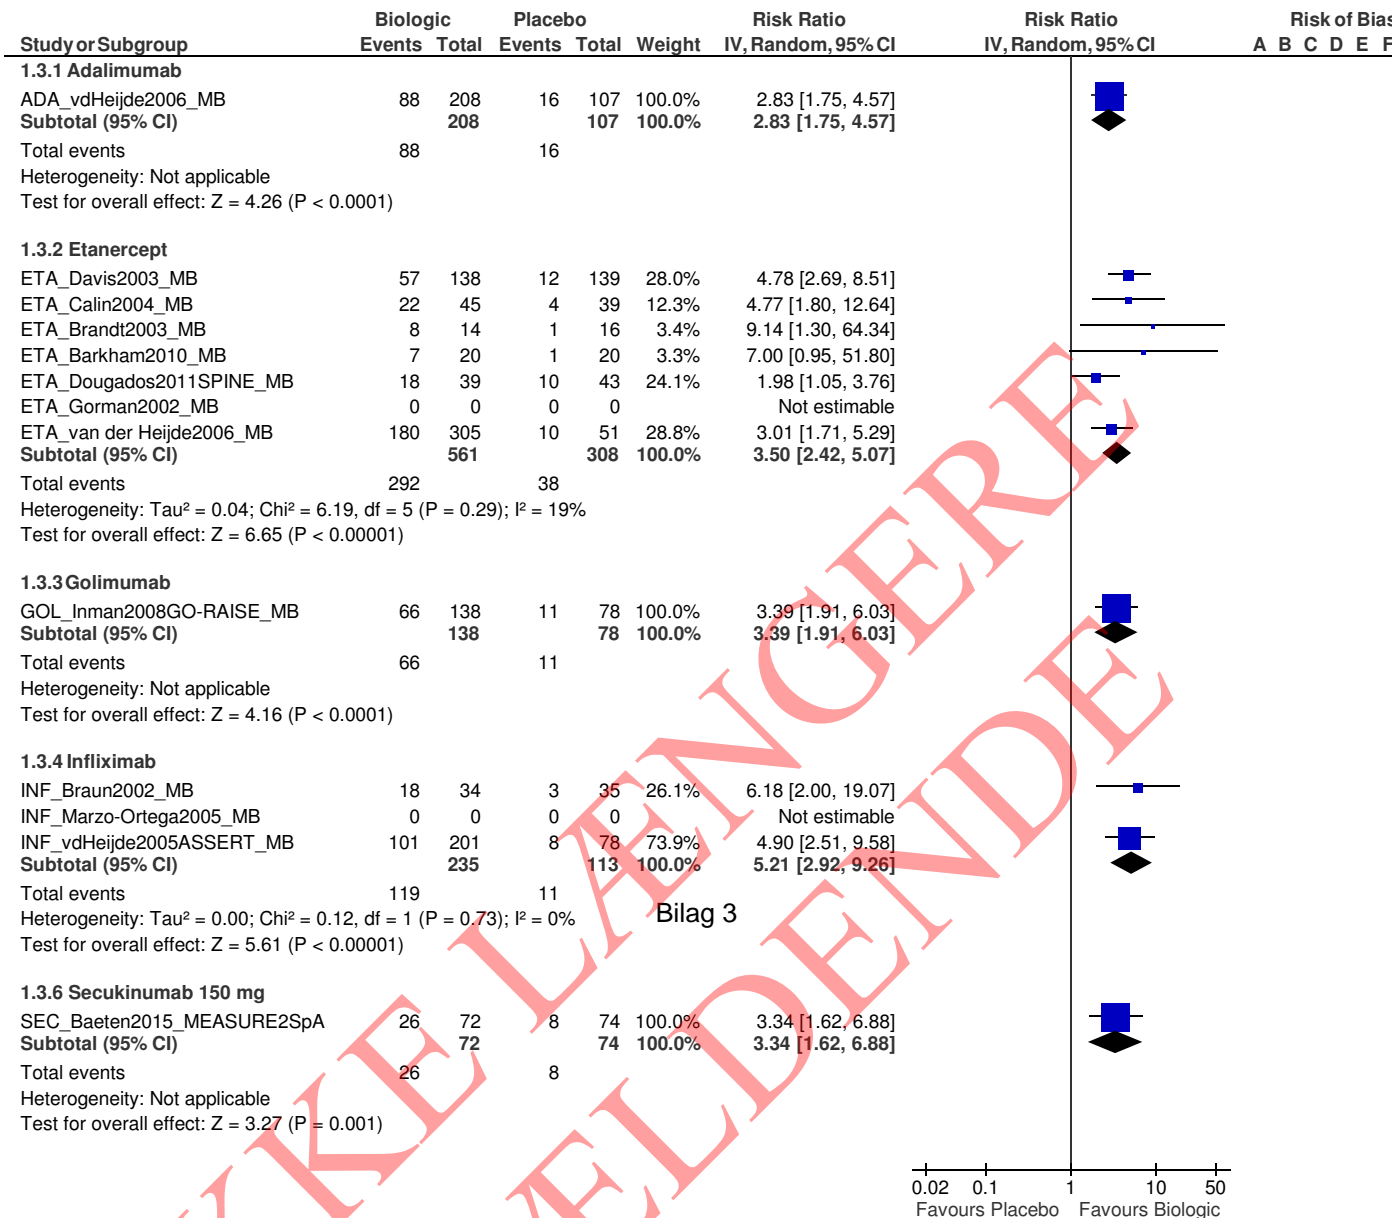 Biologic Placebo Risk Ratio Risk Ratio Risk of Bias
Study or Subgroup Events Total Events Total Weight IV, Random, 95% CI IV, Random, 95% CI A B C D E F
1.3.1 Adalimumab
ADA_vdHeijde2006_MB 88 208 16 107 100.0% 2.83 [1.75, 4.57]
Subtotal (95% CI) 208 107 100.0% 2.83 [1.75, 4.57]
Total events 88 16
Heterogeneity: Not applicable
Test for overall effect: Z = 4.26 (P < 0.0001)
1.3.2 Etanercept
ETA_Davis2003_MB 57 138 12 139 28.0% 4.78 [2.69, 8.51]
ETA_Calin2004_MB 22 45 4 39 12.3% 4.77 [1.80, 12.64]
ETA_Brandt2003_MB 8 14 1 16 3.4% 9.14 [1.30, 64.34]
ETA_Barkham2010_MB 7 20 1 20 3.3% 7.00 [0.95, 51.80]
ETA_Dougados2011SPINE_MB 18 39 10 43 24.1% 1.98 [1.05, 3.76]
ETA_Gorman2002_MB 0 0 0 0 Not estimable
ETA_van der Heijde2006_MB 180 305 10 51 28.8% 3.01 [1.71, 5.29]
Subtotal (95% CI) 561 308 100.0% 3.50 [2.42, 5.07]
Total events 292 38
Heterogeneity: Tau² = 0.04; Chi² = 6.19, df = 5 (P = 0.29); I² = 19%
Test for overall effect: Z = 6.65 (P < 0.00001)
1.3.3 Golimumab
GOL_Inman2008GO-RAISE_MB 66 138 11 78 100.0% 3.39 [1.91, 6.03]
Subtotal (95% CI) 138 78 100.0% 3.39 [1.91, 6.03]
Total events 66 11
Heterogeneity: Not applicable
Test for overall effect: Z = 4.16 (P < 0.0001)
1.3.4 Infliximab
INF_Braun2002_MB 18 34 3 35 26.1% 6.18 [2.00, 19.07]
INF_Marzo-Ortega2005_MB 0 0 0 0 Not estimable
INF_vdHeijde2005ASSERT_MB 101 201 8 78 73.9% 4.90 [2.51, 9.58]
Subtotal (95% CI) 235 113 100.0% 5.21 [2.92, 9.26]
Total events 119 11
Heterogeneity: Tau² = 0.00; Chi² = 0.12, df = 1 (P = 0.73); I² = 0%
Bilag 3
Test for overall effect: Z = 5.61 (P < 0.00001)
1.3.6 Secukinumab 150 mg
SEC_Baeten2015_MEASURE2SpA 26 72 8 74 100.0% 3.34 [1.62, 6.88]
Subtotal (95% CI) 72 74 100.0% 3.34 [1.62, 6.88]
Total events 26 8
Heterogeneity: Not applicable
Test for overall effect: Z = 3.27 (P = 0.001)
0.02 0.1 1 10 50
Favours Placebo Favours Biologic
KKE LÆNGERE
ELDENDE